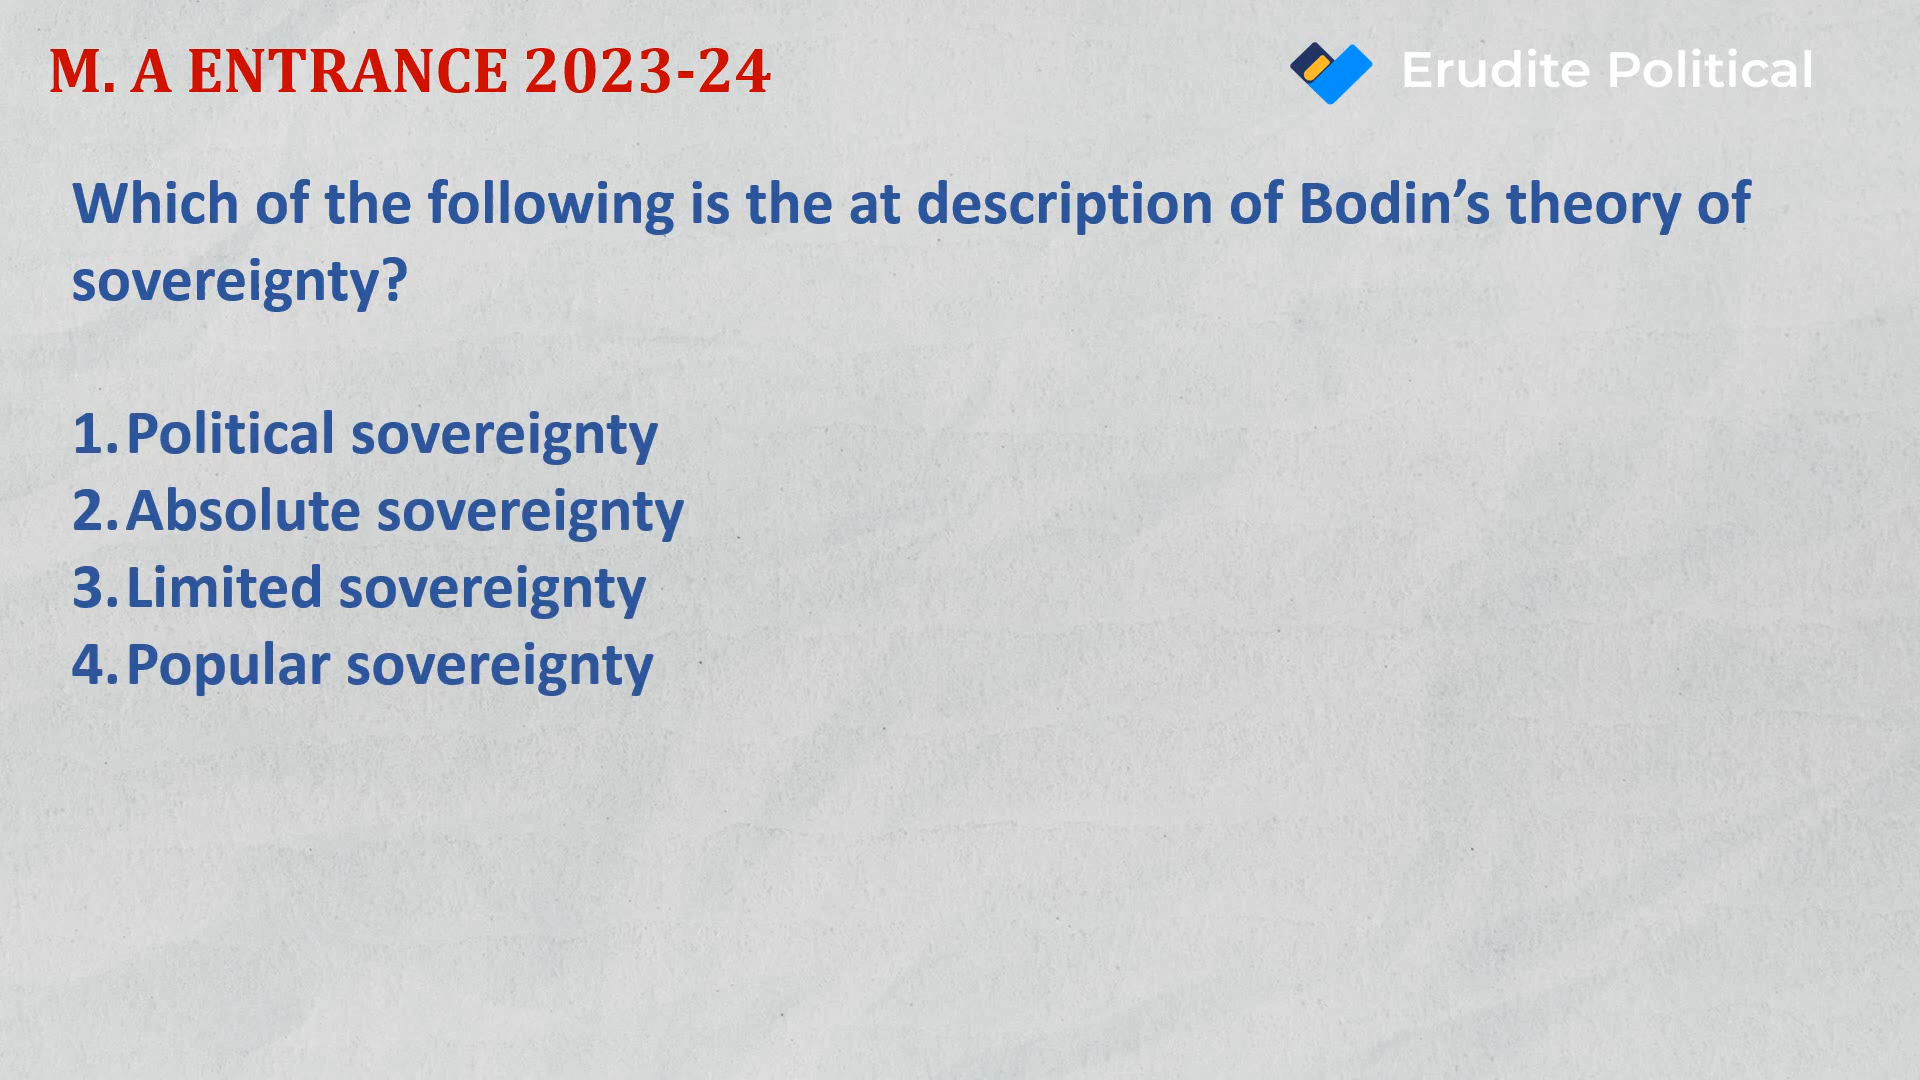 M. A ENTRANCE 2023-24
Erudite Political
Which of the following is the at description of Bodin’s theory of
sovereignty?
1. Political sovereignty
2. Absolute sovereignty
3. Limited sovereignty
4. Popular sovereignty